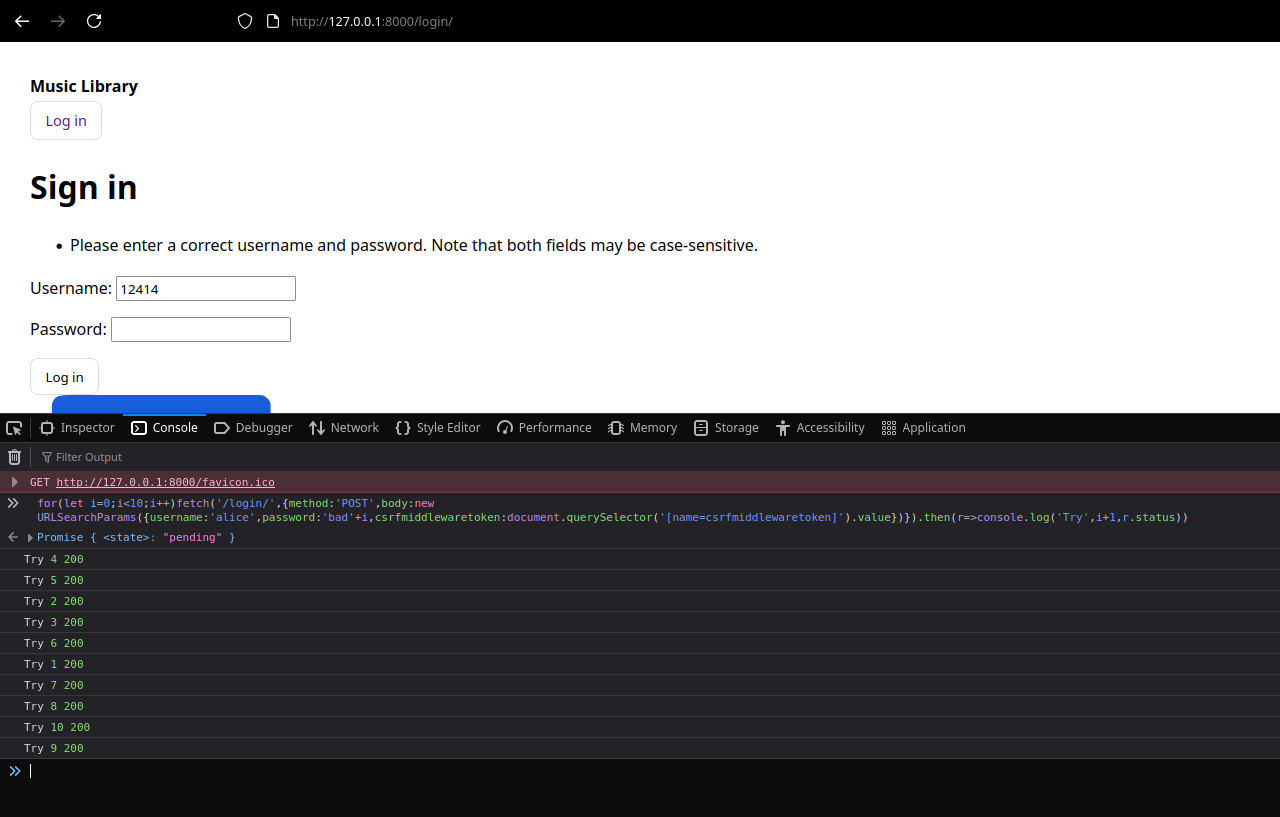 http://127.0.0.1:8000/login/
Music Library
Log in
Sign in
• Please enter a correct username and password. Note that both fields may be case-sensitive.
Username: 12414
Password:
Log in
Inspector Console Debugger Network Style Editor Performance Memory Storage Accessibility Application
Filter Output
GET http://127.0.0.1:8000/favicon.ico
for(let i=0;i<10;i++)fetch('/login/',{method:'POST',body:new
URLSearchParams({username:'alice',password:'bad'+i,csrfmiddlewaretoken:document.querySelector('[name=csrfmiddlewaretoken]').value})}).then(r=>console.log('Try',i+1,r.status))
Promise { <state>: "pending" }
Try 4 200
Try 5 200
Try 2 200
Try 3 200
Try 6 200
Try 1 200
Try 7 200
Try 8 200
Try 10 200
Try 9 200